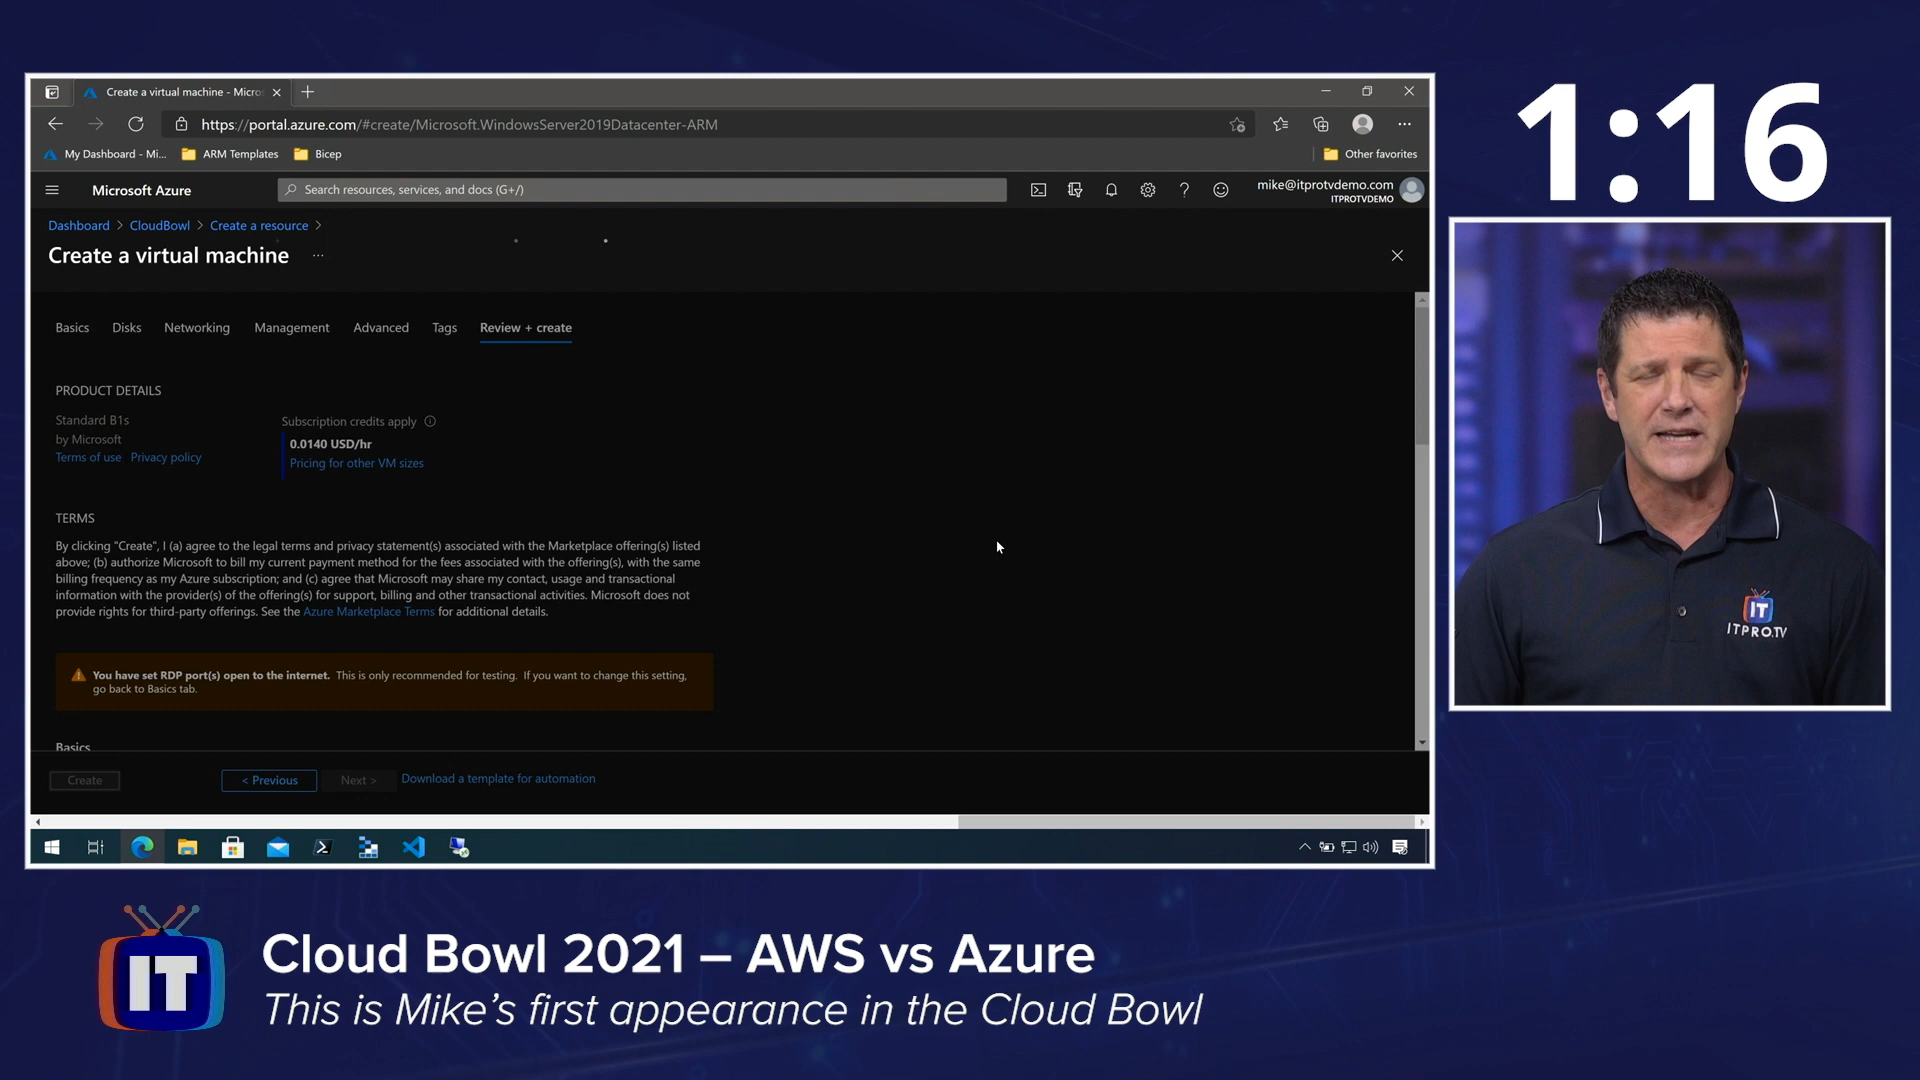 Create a virtual machine - Micro
https://portal.azure.com/#create/Microsoft.WindowsServer2019Datacenter-ARM
My Dashboard - Mi... ARM Templates Bicep Other favorites
Microsoft Azure
Search resources, services, and docs (G+/)
mike@itprotvdemo.com
ITPROTVDEMO
Dashboard > CloudBowl > Create a resource >
Create a virtual machine ...
Basics Disks Networking Management Advanced Tags Review + create
PRODUCT DETAILS
Standard B1s
by Microsoft
Terms of use Privacy policy
Subscription credits apply
0.0140 USD/hr
Pricing for other VM sizes
TERMS
By clicking "Create", I (a) agree to the legal terms and privacy statement(s) associated with the Marketplace offering(s) listed
above; (b) authorize Microsoft to bill my current payment method for the fees associated with the offering(s), with the same
billing frequency as my Azure subscription; and (c) agree that Microsoft may share my contact, usage and transactional
information with the provider(s) of the offering(s) for support, billing and other transactional activities. Microsoft does not
provide rights for third-party offerings. See the Azure Marketplace Terms for additional details.
You have set RDP port(s) open to the internet. This is only recommended for testing. If you want to change this setting,
go back to Basics tab.
Basics
Create < Previous Next > Download a template for automation
1:16
IT
ITPRO.TV
IT
Cloud Bowl 2021 – AWS vs Azure
This is Mike's first appearance in the Cloud Bowl